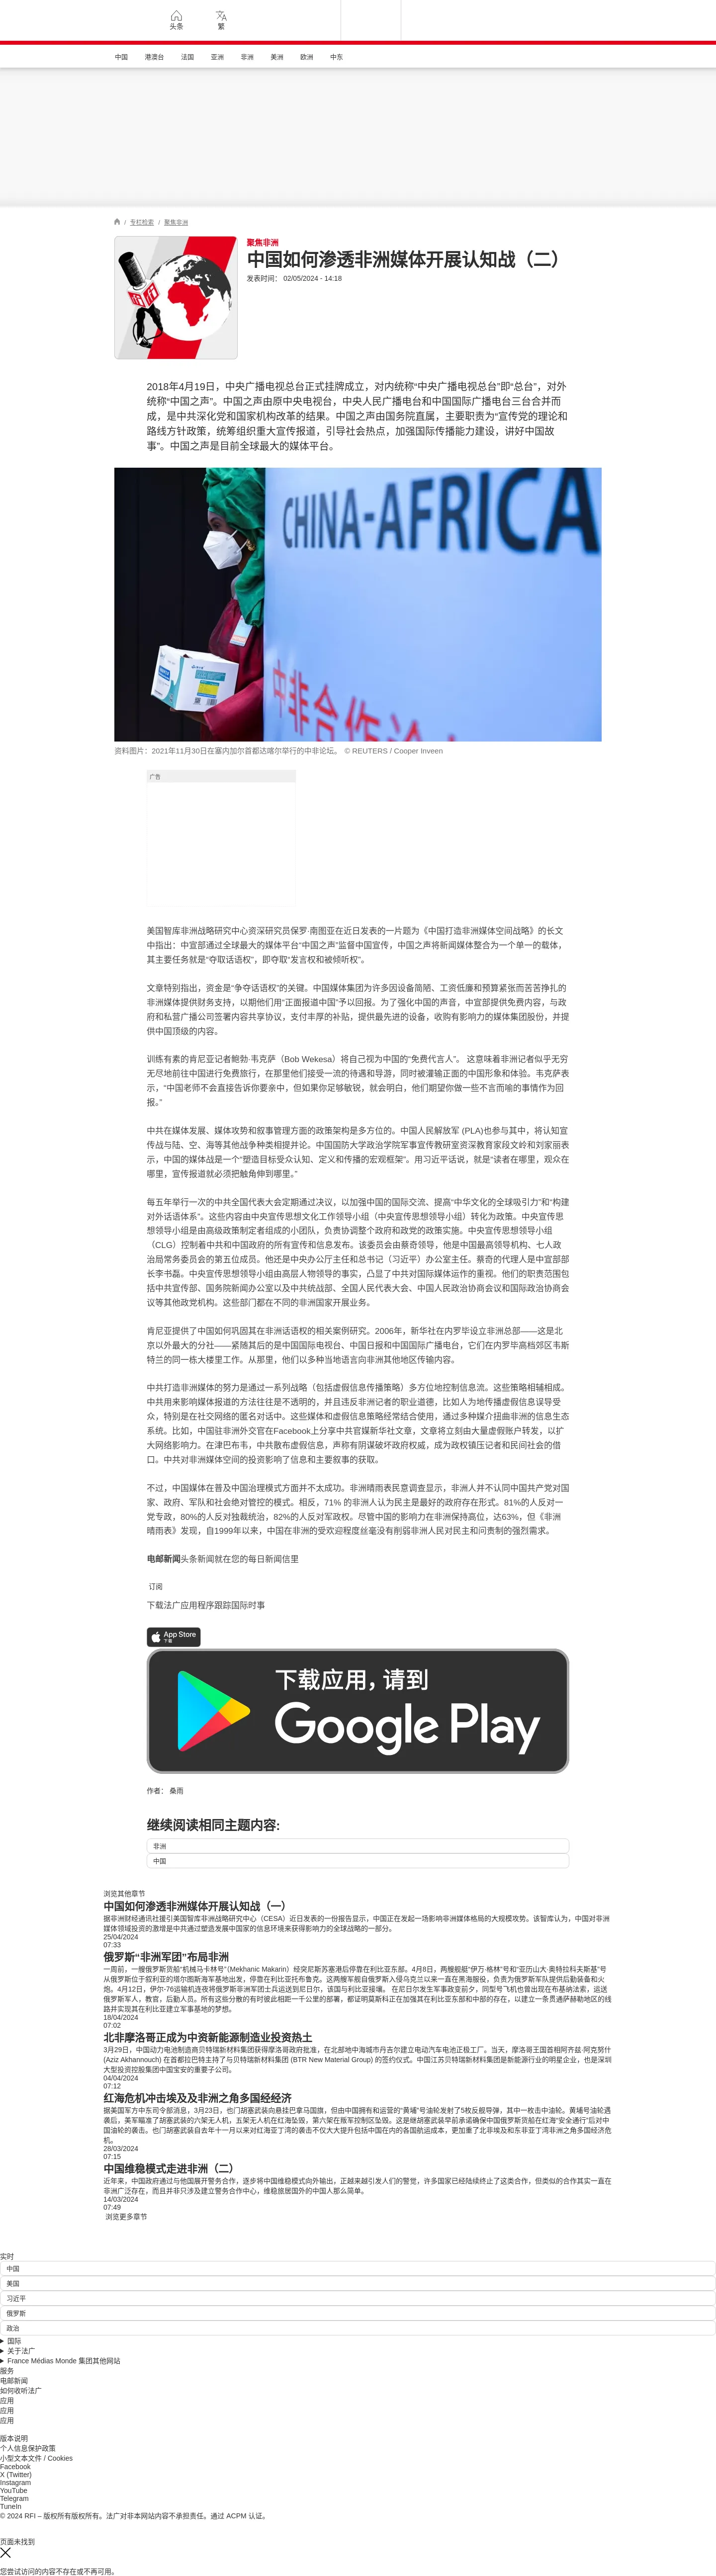 头条
繁
中国
港澳台
法国
亚洲
非洲
美洲
欧洲
中东
/ 专栏检索 / 聚焦非洲
聚焦非洲
中国如何渗透非洲媒体开展认知战（二）
发表时间： 02/05/2024 - 14:18
2018年4月19日，中央广播电视总台正式挂牌成立，对内统称“中央广播电视总台”即“总台”，对外
统称“中国之声”。中国之声由原中央电视台，中央人民广播电台和中国国际广播电台三台合并而
成，是中共深化党和国家机构改革的结果。中国之声由国务院直属，主要职责为“宣传党的理论和
路线方针政策，统筹组织重大宣传报道，引导社会热点，加强国际传播能力建设，讲好中国故
事”。中国之声是目前全球最大的媒体平台。
CHINA-AFRICA
中非合作论坛
资料图片：2021年11月30日在塞内加尔首都达喀尔举行的中非论坛。 © REUTERS / Cooper Inveen
广告
美国智库非洲战略研究中心资深研究员保罗·南图亚在近日发表的一片题为《中国打造非洲媒体空间战略》的长文
中指出：中宣部通过全球最大的媒体平台“中国之声”监督中国宣传，中国之声将新闻媒体整合为一个单一的载体，
其主要任务就是“夺取话语权”，即夺取“发言权和被倾听权”。
文章特别指出，资金是“争夺话语权”的关键。中国媒体集团为许多因设备简陋、工资低廉和预算紧张而苦苦挣扎的
非洲媒体提供财务支持，以期他们用“正面报道中国”予以回报。为了强化中国的声音，中宣部提供免费内容，与政
府和私营广播公司签署内容共享协议，支付丰厚的补贴，提供最先进的设备，收购有影响力的媒体集团股份，并提
供中国顶级的内容。
训练有素的肯尼亚记者鲍勃·韦克萨（Bob Wekesa）将自己视为中国的“免费代言人”。 这意味着非洲记者似乎无穷
无尽地前往中国进行免费旅行，在那里他们接受一流的待遇和导游，同时被灌输正面的中国形象和体验。韦克萨表
示，“中国老师不会直接告诉你要亲中，但如果你足够敏锐，就会明白，他们期望你做一些不言而喻的事情作为回
报。”
中共在媒体发展、媒体攻势和叙事管理方面的政策架构是多方位的。中国人民解放军 (PLA)也参与其中，将认知宣
传战与陆、空、海等其他战争种类相提并论。中国国防大学政治学院军事宣传教研室资深教育家段文岭和刘家丽表
示，中国的媒体战是一个“塑造目标受众认知、定义和传播的宏观框架”。用习近平话说，就是“读者在哪里，观众在
哪里，宣传报道就必须把触角伸到哪里。”
每五年举行一次的中共全国代表大会定期通过决议，以加强中国的国际交流、提高“中华文化的全球吸引力”和“构建
对外话语体系”。这些内容由中央宣传思想文化工作领导小组（中央宣传思想领导小组）转化为政策。中央宣传思
想领导小组是由高级政策制定者组成的小团队，负责协调整个政府和政党的政策实施。中央宣传思想领导小组
（CLG）控制着中共和中国政府的所有宣传和信息发布。该委员会由蔡奇领导，他是中国最高领导机构、七人政
治局常务委员会的第五位成员。他还是中央办公厅主任和总书记（习近平）办公室主任。蔡奇的代理人是中宣部部
长李书磊。中央宣传思想领导小组由高层人物领导的事实，凸显了中共对国际媒体运作的重视。他们的职责范围包
括中共宣传部、国务院新闻办公室以及中共统战部、全国人民代表大会、中国人民政治协商会议和国际政治协商会
议等其他政党机构。这些部门都在不同的非洲国家开展业务。
肯尼亚提供了中国如何巩固其在非洲话语权的相关案例研究。2006年，新华社在内罗毕设立非洲总部——这是北
京以外最大的分社——紧随其后的是中国国际电视台、中国日报和中国国际广播电台，它们在内罗毕高档郊区韦斯
特兰的同一栋大楼里工作。从那里，他们以多种当地语言向非洲其他地区传输内容。
中共打造非洲媒体的努力是通过一系列战略（包括虚假信息传播策略）多方位地控制信息流。这些策略相辅相成。
中共用来影响媒体报道的方法往往是不透明的，并且违反非洲记者的职业道德，比如人为地传播虚假信息误导受
众，特别是在社交网络的匿名对话中。这些媒体和虚假信息策略经常结合使用，通过多种媒介扭曲非洲的信息生态
系统。比如，中国驻非洲外交官在Facebook上分享中共官媒新华社文章，文章将立刻由大量虚假账户转发，以扩
大网络影响力。在津巴布韦，中共散布虚假信息，声称有阴谋破坏政府权威，成为政权镇压记者和民间社会的借
口。中共对非洲媒体空间的投资影响了信息和主要叙事的获取。
不过，中国媒体在普及中国治理模式方面并不太成功。非洲晴雨表民意调查显示，非洲人并不认同中国共产党对国
家、政府、军队和社会绝对管控的模式。相反，71% 的非洲人认为民主是最好的政府存在形式。81%的人反对一
党专政，80%的人反对独裁统治，82%的人反对军政权。尽管中国的影响力在非洲保持高位，达63%，但《非洲
晴雨表》发现，自1999年以来，中国在非洲的受欢迎程度丝毫没有削弱非洲人民对民主和问责制的强烈需求。
电邮新闻头条新闻就在您的每日新闻信里
订阅
下载法广应用程序跟踪国际时事
App Store
下载
下载应用，请到
Google Play
作者： 桑雨
继续阅读相同主题内容:
非洲
中国
浏览其他章节
中国如何渗透非洲媒体开展认知战（一）
据非洲财经通讯社援引美国智库非洲战略研究中心（CESA）近日发表的一份报告显示，中国正在发起一场影响非洲媒体格局的大规模攻势。该智库认为，中国对非洲
媒体领域投资的激增是中共通过塑造发展中国家的信息环境来获得影响力的全球战略的一部分。
25/04/2024
07:33
俄罗斯“非洲军团”布局非洲
一周前，一艘俄罗斯货船“机械马卡林号”（Mekhanic Makarin）经突尼斯苏塞港后停靠在利比亚东部。4月8日，两艘舰艇“伊万·格林”号和“亚历山大·奥特拉科夫斯基”号
从俄罗斯位于叙利亚的塔尔图斯海军基地出发，停靠在利比亚托布鲁克。这两艘军舰自俄罗斯入侵乌克兰以来一直在黑海服役，负责为俄罗斯军队提供后勤装备和火
炮。4月12日，伊尔-76运输机连夜将俄罗斯非洲军团士兵运送到尼日尔，该国与利比亚接壤。 在尼日尔发生军事政变前夕，同型号飞机也曾出现在布基纳法索，运送
俄罗斯军人，教官，后勤人员。所有这些分散的有时彼此相距一千公里的部署，都证明莫斯科正在加强其在利比亚东部和中部的存在，以建立一条贯通萨赫勒地区的线
路并实现其在利比亚建立军事基地的梦想。
18/04/2024
07:02
北非摩洛哥正成为中资新能源制造业投资热土
3月29日，中国动力电池制造商贝特瑞新材料集团获得摩洛哥政府批准，在北部地中海城市丹吉尔建立电动汽车电池正极工厂。当天，摩洛哥王国首相阿齐兹·阿克努什
(Aziz Akhannouch) 在首都拉巴特主持了与贝特瑞新材料集团 (BTR New Material Group) 的签约仪式。中国江苏贝特瑞新材料集团是新能源行业的明星企业，也是深圳
大型投资控股集团中国宝安的重要子公司。
04/04/2024
07:12
红海危机冲击埃及及非洲之角多国经经济
据美国军方中东司令部消息，3月23日，也门胡塞武装向悬挂巴拿马国旗，但由中国拥有和运营的“黄埔”号油轮发射了5枚反舰导弹，其中一枚击中油轮。黄埔号油轮遇
袭后，美军瞄准了胡塞武装的六架无人机，五架无人机在红海坠毁，第六架在叛军控制区坠毁。这是继胡塞武装早前承诺确保中国俄罗斯货船在红海“安全通行”后对中
国油轮的袭击。也门胡塞武装自去年十一月以来对红海亚丁湾的袭击不仅大大提升包括中国在内的各国航运成本，更加重了北非埃及和东非亚丁湾非洲之角多国经济危
机。
28/03/2024
07:15
中国维稳模式走进非洲（二）
近年来，中国政府通过与他国展开警务合作，逐步将中国维稳模式向外输出，正越来越引发人们的警觉，许多国家已经陆续终止了这类合作，但类似的合作其实一直在
非洲广泛存在，而且并非只涉及建立警务合作中心，维稳旅居国外的中国人那么简单。
14/03/2024
07:49
浏览更多章节
实时
中国
美国
习近平
俄罗斯
政治
国际
关于法广
France Médias Monde 集团其他网站
服务
电邮新闻
如何收听法广
应用
应用
应用
版本说明
个人信息保护政策
小型文本文件 / Cookies
Facebook
X (Twitter)
Instagram
YouTube
Telegram
TuneIn
© 2024 RFI – 版权所有版权所有。法广对非本网站内容不承担责任。通过 ACPM 认证。
页面未找到
您尝试访问的内容不存在或不再可用。